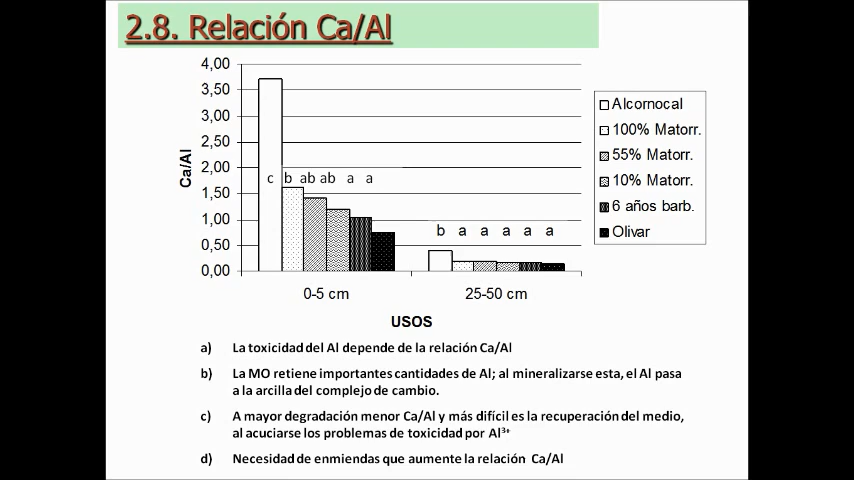 2.8. Relación Ca/Al
4,00
3,50
3,00
2,50
2,00
1,50
1,00
0,50
0,00
Ca/Al
c b ab ab a a
b a a a a a
0-5 cm
25-50 cm
USOS
Alcornocal
100% Matorr.
55% Matorr.
10% Matorr.
6 años barb.
Olivar
a) La toxicidad del Al depende de la relación Ca/Al
b) La MO retiene importantes cantidades de Al; al mineralizarse esta, el Al pasa
a la arcilla del complejo de cambio.
c) A mayor degradación menor Ca/Al y más difícil es la recuperación del medio,
al acuciarse los problemas de toxicidad por Al³⁺
d) Necesidad de enmiendas que aumente la relación Ca/Al